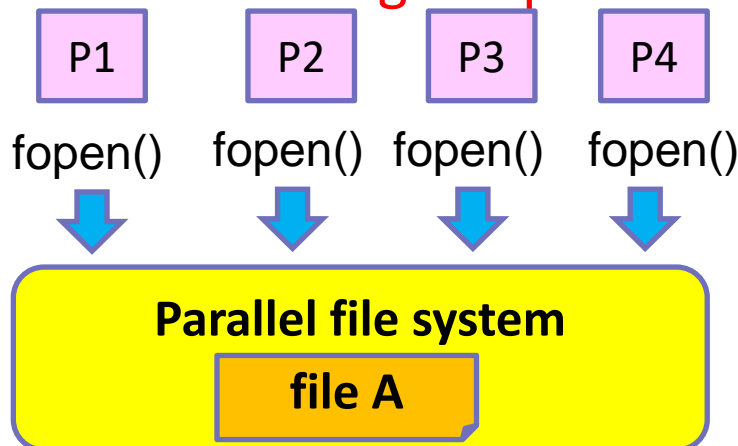 P1 P2 P3 P4
fopen() fopen() fopen() fopen()
Parallel file system
file A